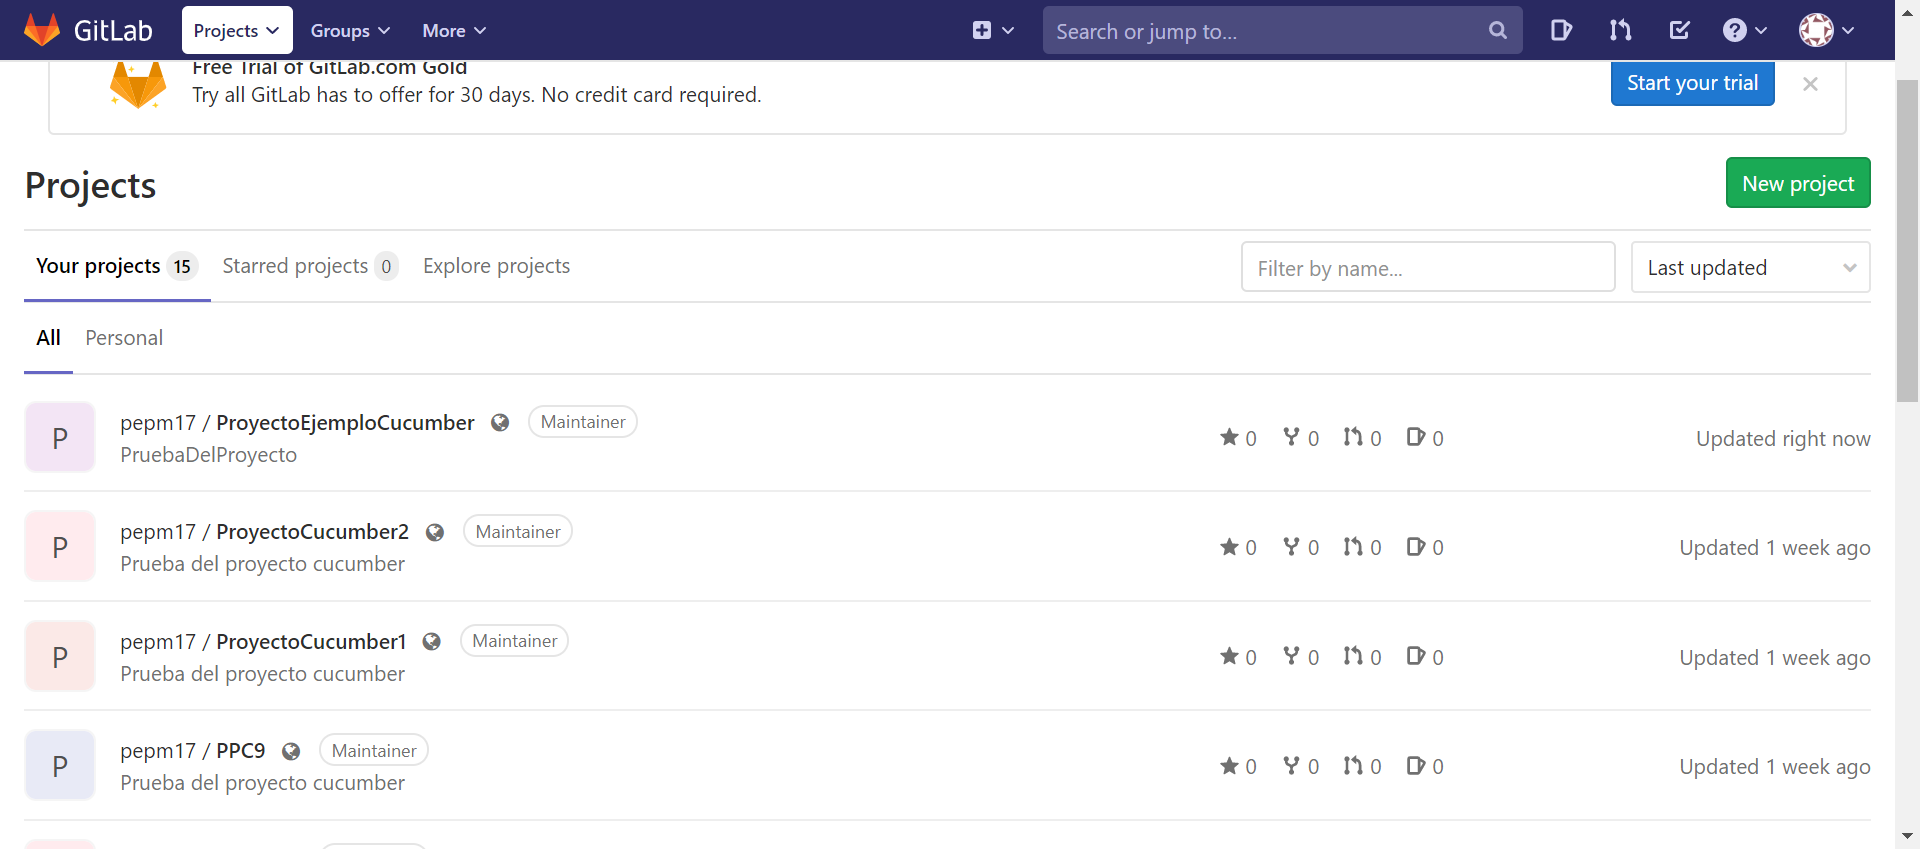 GitLab Projects Groups More Search or jump to...
Free Trial of GitLab.com Gold
Try all GitLab has to offer for 30 days. No credit card required.
Start your trial
Projects
New project
Your projects 15 Starred projects 0 Explore projects Filter by name... Last updated
All Personal
P
pepm17 / ProyectoEjemploCucumber Maintainer
PruebaDelProyecto
0 0 0 0 Updated right now
P
pepm17 / ProyectoCucumber2 Maintainer
Prueba del proyecto cucumber
0 0 0 0 Updated 1 week ago
P
pepm17 / ProyectoCucumber1 Maintainer
Prueba del proyecto cucumber
0 0 0 0 Updated 1 week ago
P
pepm17 / PPC9 Maintainer
Prueba del proyecto cucumber
0 0 0 0 Updated 1 week ago